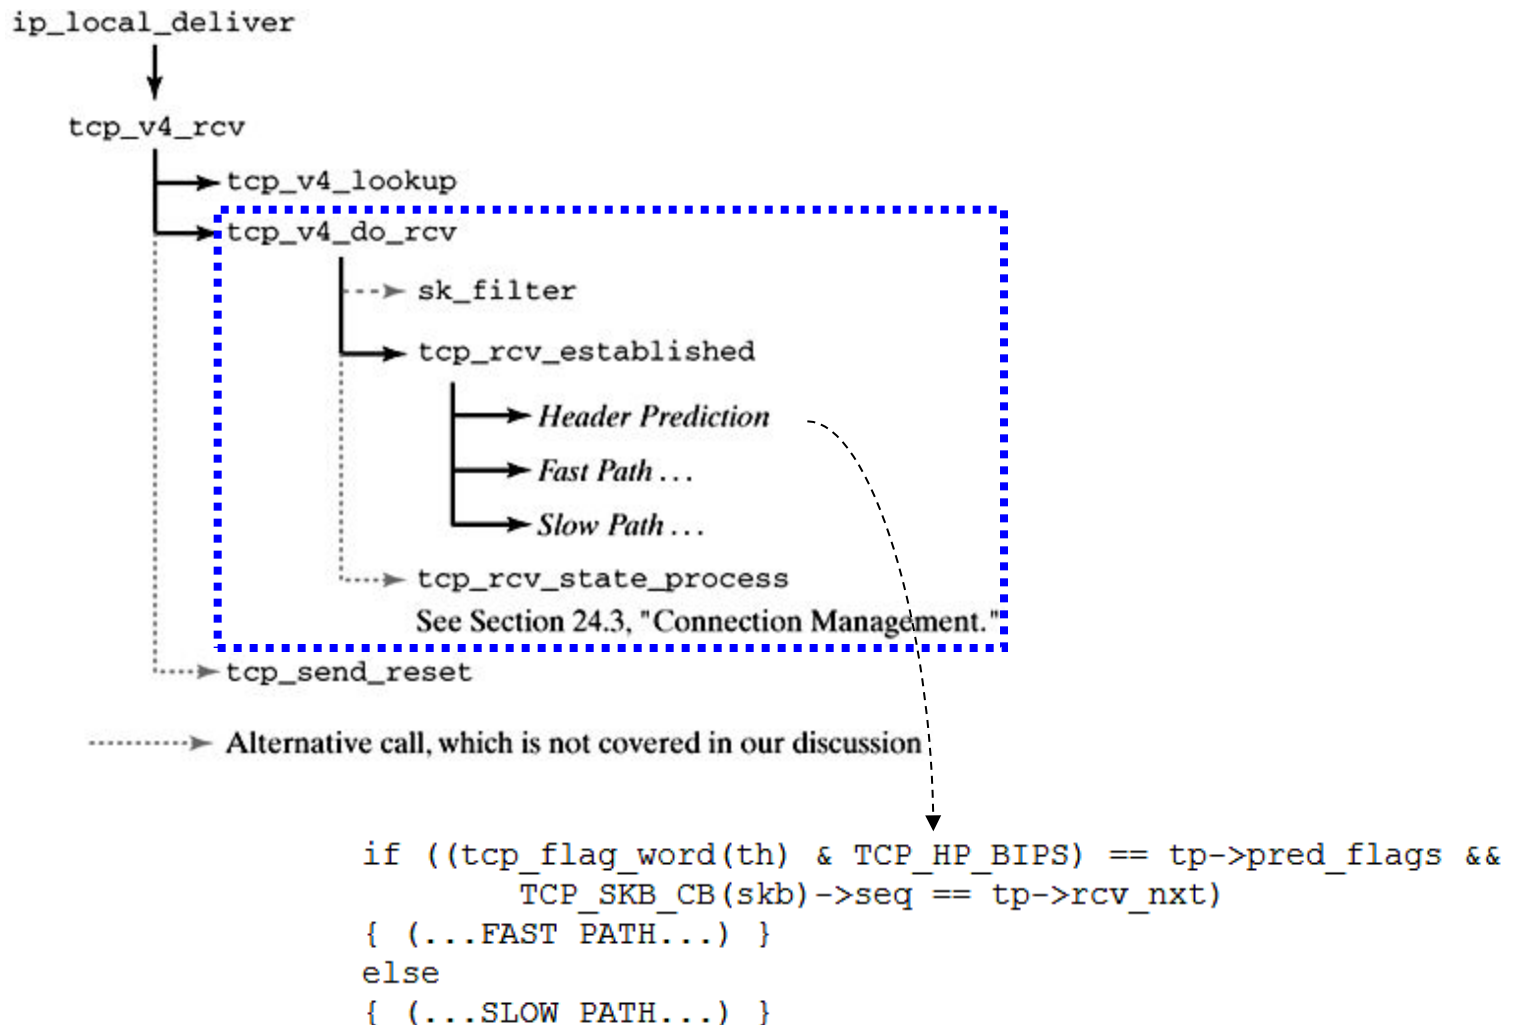 ip_local_deliver
tcp_v4_rcv
tcp_v4_lookup
tcp_v4_do_rcv
sk_filter
tcp_rcv_established
Header Prediction
Fast Path ...
Slow Path ...
tcp_rcv_state_process
See Section 24.3, "Connection Management."
tcp_send_reset
Alternative call, which is not covered in our discussion
if ((tcp_flag_word(th) & TCP_HP_BIPS) == tp->pred_flags &&
TCP_SKB_CB(skb)->seq == tp->rcv_nxt)
{ (...FAST PATH...) }
else
{ (...SLOW PATH...) }